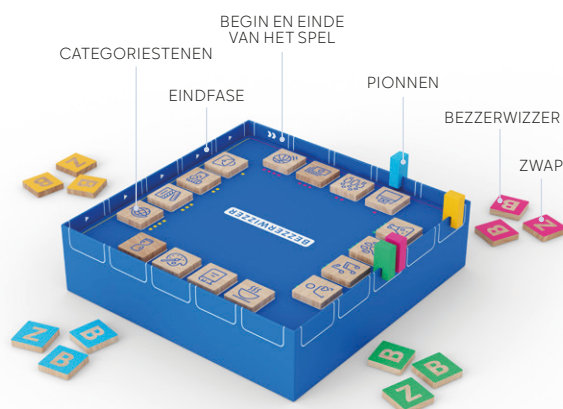 BEGIN EN EINDE
VAN HET SPEL
CATEGORIESTENEN
PIONNEN
EINDFASE
BEZZERWIZZER
ZWAP
Z
B
B
B
Z
BEZZERWIZZER
Z
B
B
B
B
Z